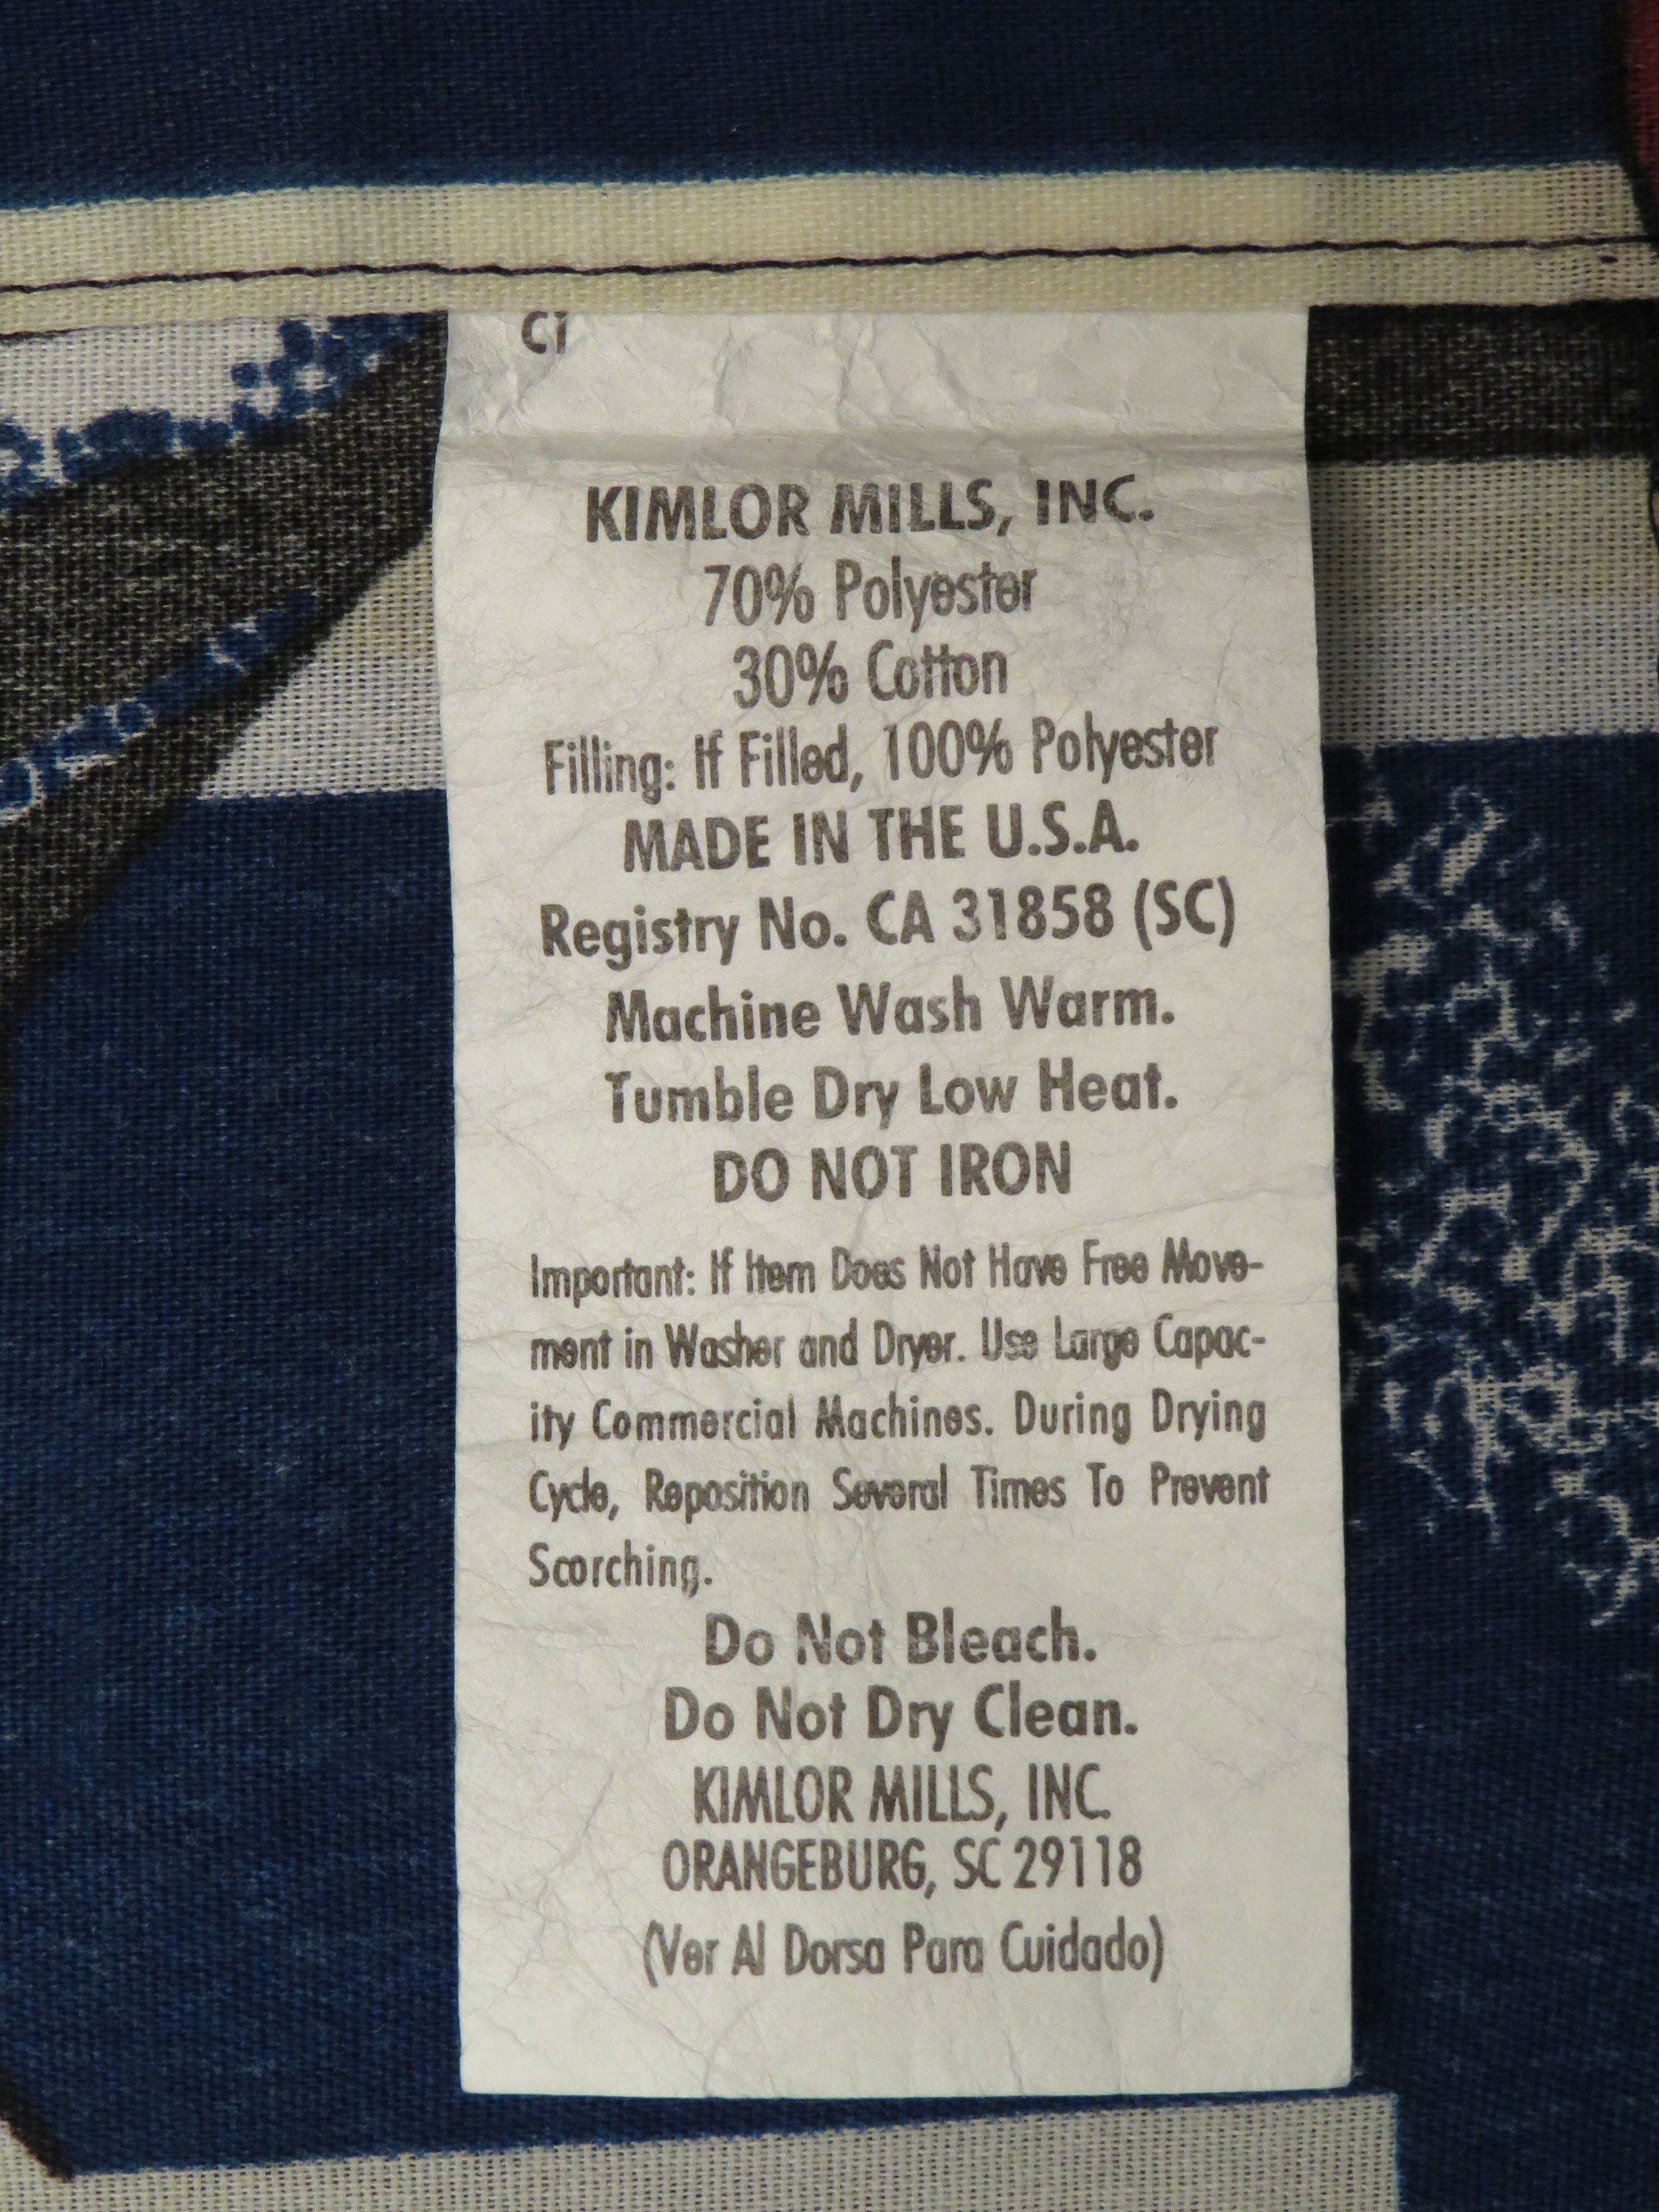 KIMLOR MILLS, INC.
70% Polyester
30% Cotton
Filling: If Filled, 100% Polyester
MADE IN THE U.S.A.
Registry No. CA 31858 (SC)
Machine Wash Warm.
Tumble Dry Low Heat.
DO NOT IRON
Important: If Item Does Not Have Free Move-
ment in Washer and Dryer. Use Large Capac-
ity Commercial Machines. During Drying
Cycle, Reposition Several Times To Prevent
Scorching.
Do Not Bleach.
Do Not Dry Clean.
KIMLOR MILLS, INC.
ORANGEBURG, SC 29118
(Ver Al Dorsa Para Cuidado)